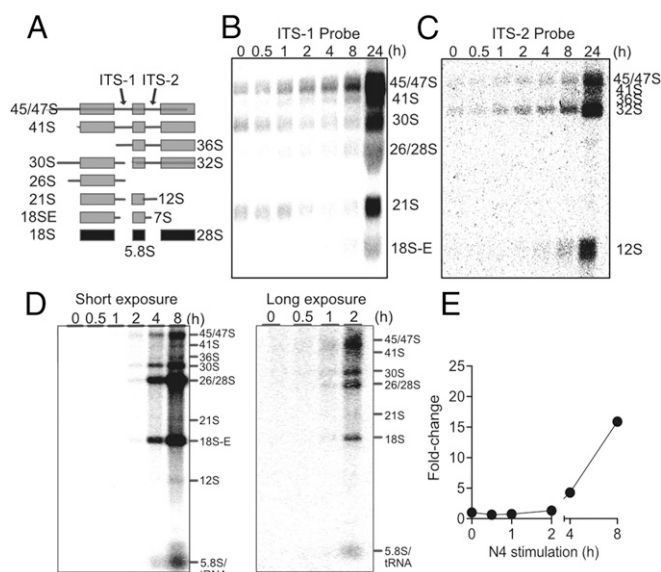 A
ITS-1 ITS-2
45/47S
41S
36S
30S 32S
26S
21S 12S
18SE 7S
18S 28S
5.8S
B
ITS-1 Probe
0 0.5 1 2 4 8 24 (h)
45/47S
41S
30S
26/28S
21S
18S-E
C
ITS-2 Probe
0 0.5 1 2 4 8 24 (h)
45/47S
41S
36S
32S
12S
D
Short exposure
0 0.5 1 2 4 8 (h)
45/47S
41S
36S
30S
26/28S
21S
18S-E
12S
5.8S/
tRNA
Long exposure
0 0.5 1 2 (h)
45/47S
41S
30S
26/28S
21S
18S
5.8S/
tRNA
E
Fold-change
25
20
15
10
5
0
0 1 2 4 8
N4 stimulation (h)